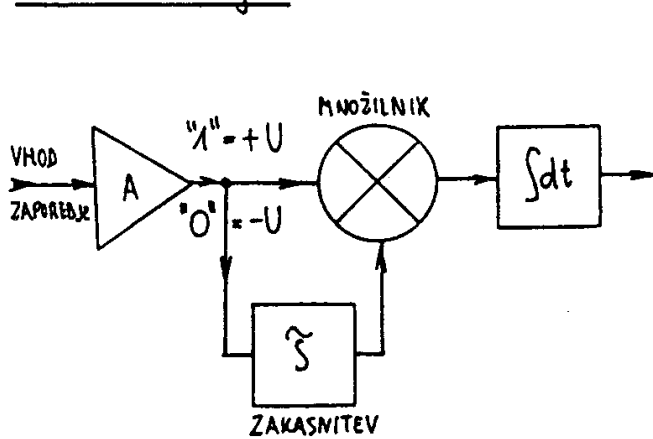 MNOŽILNIK
"1" = +U
VHOD
ZAPOREDJE
A
"0" = -U
∫dt
ZAKASNITEV